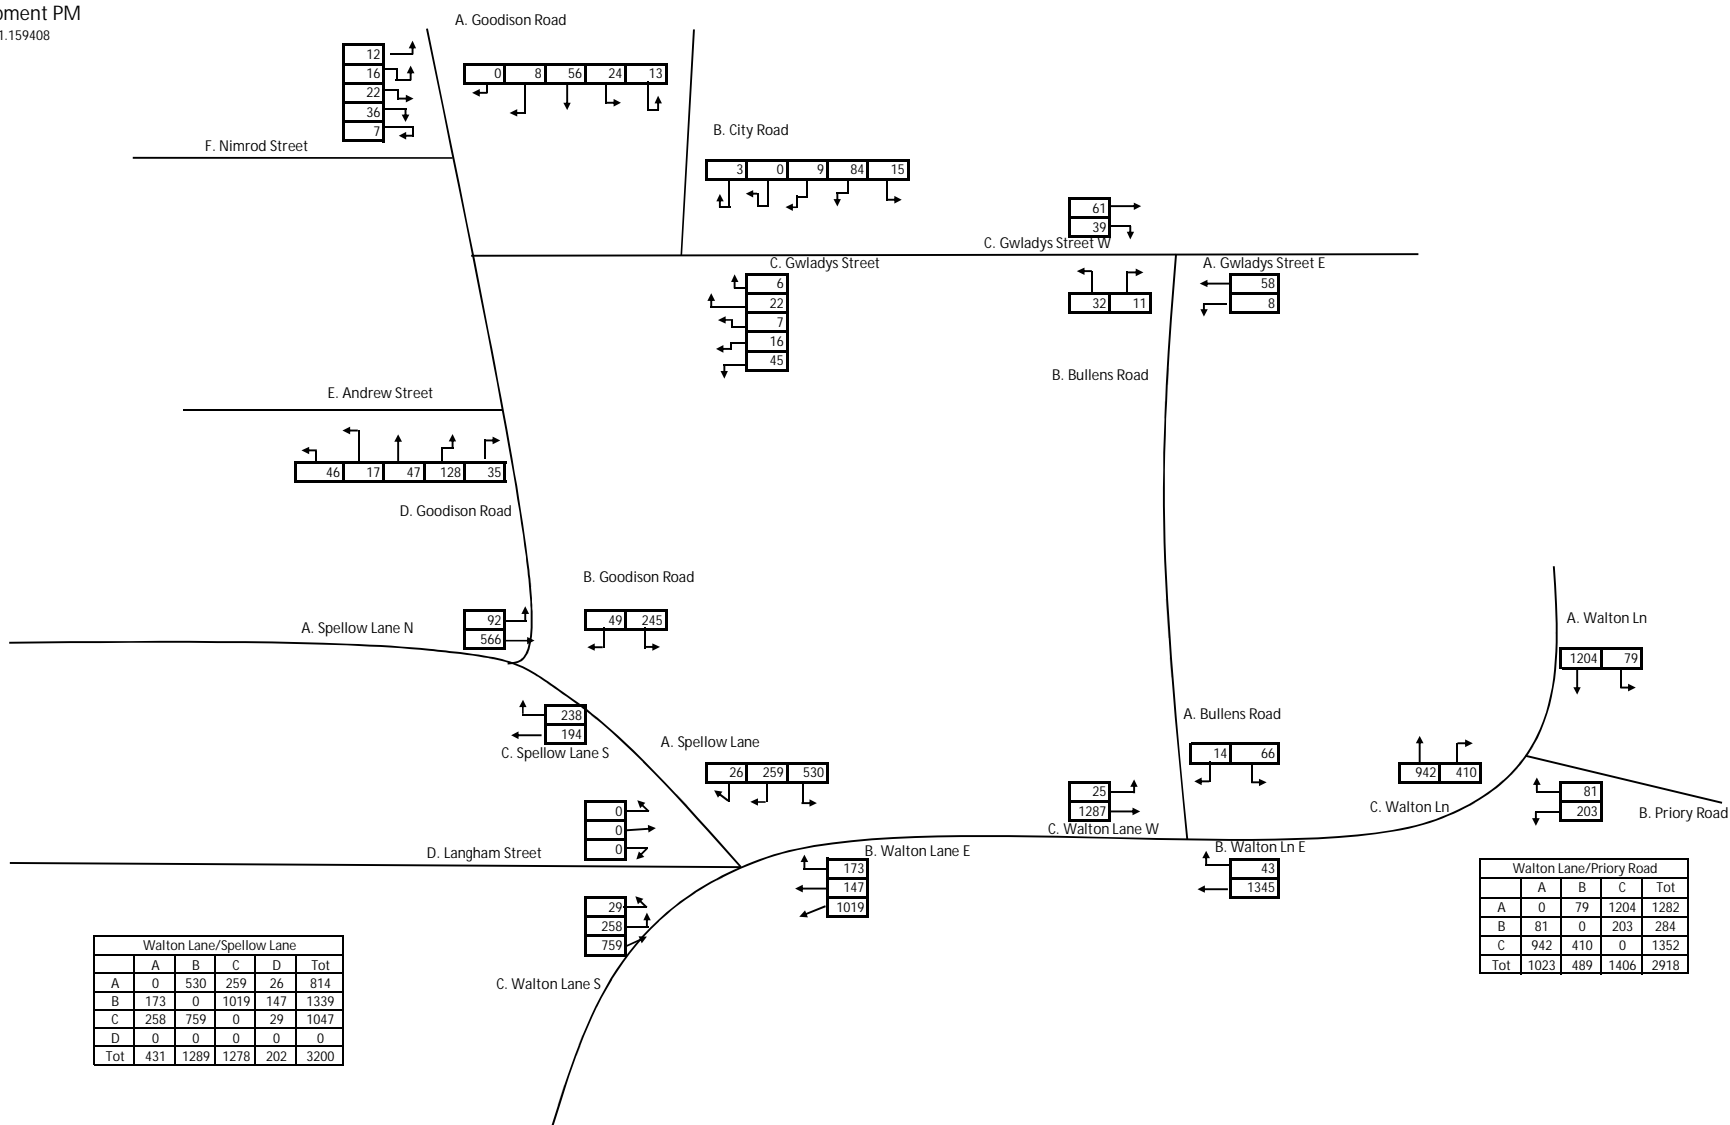 oment PM
1.159408
A. Goodison Road
12
16
22
36
7
0 8 56 24 13
B. City Road
F. Nimrod Street
3 0 9 84 15
61
39
C. Gwladys Street W
C. Gwladys Street
A. Gwladys Street E
6
22
7
16
45
32 11
58
8
B. Bullens Road
E. Andrew Street
46 17 47 128 35
D. Goodison Road
B. Goodison Road
92
566
49 245
A. Spellow Lane N
A. Walton Ln
1204 79
238
194
C. Spellow Lane S
A. Bullens Road
14 66
A. Spellow Lane
26 259 530
942 410
25
1287
C. Walton Lane W
C. Walton Ln
81
203
B. Priory Road
0
0
0
D. Langham Street
B. Walton Lane E
173
147
1019
B. Walton Ln E
43
1345
29
258
759
C. Walton Lane S
Walton Lane/Priory Road
A B C Tot
A 0 79 1204 1282
B 81 0 203 284
C 942 410 0 1352
Tot 1023 489 1406 2918
Walton Lane/Spellow Lane
A B C D Tot
A 0 530 259 26 814
B 173 0 1019 147 1339
C 258 759 0 29 1047
D 0 0 0 0 0
Tot 431 1289 1278 202 3200